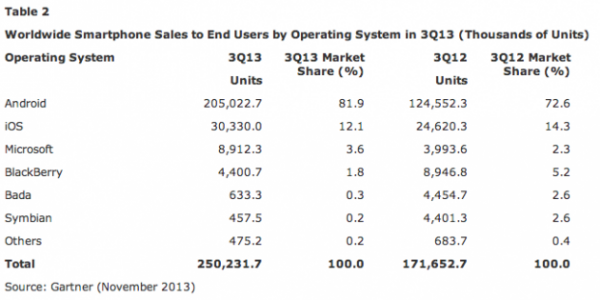 Table 2
Worldwide Smartphone Sales to End Users by Operating System in 3Q13 (Thousands of Units)
Operating System 3Q13 3Q13 Market 3Q12 3Q12 Market
Units Share (%) Units Share (%)
Android 205,022.7 81.9 124,552.3 72.6
iOS 30,330.0 12.1 24,620.3 14.3
Microsoft 8,912.3 3.6 3,993.6 2.3
BlackBerry 4,400.7 1.8 8,946.8 5.2
Bada 633.3 0.3 4,454.7 2.6
Symbian 457.5 0.2 4,401.3 2.6
Others 475.2 0.2 683.7 0.4
Total 250,231.7 100.0 171,652.7 100.0
Source: Gartner (November 2013)